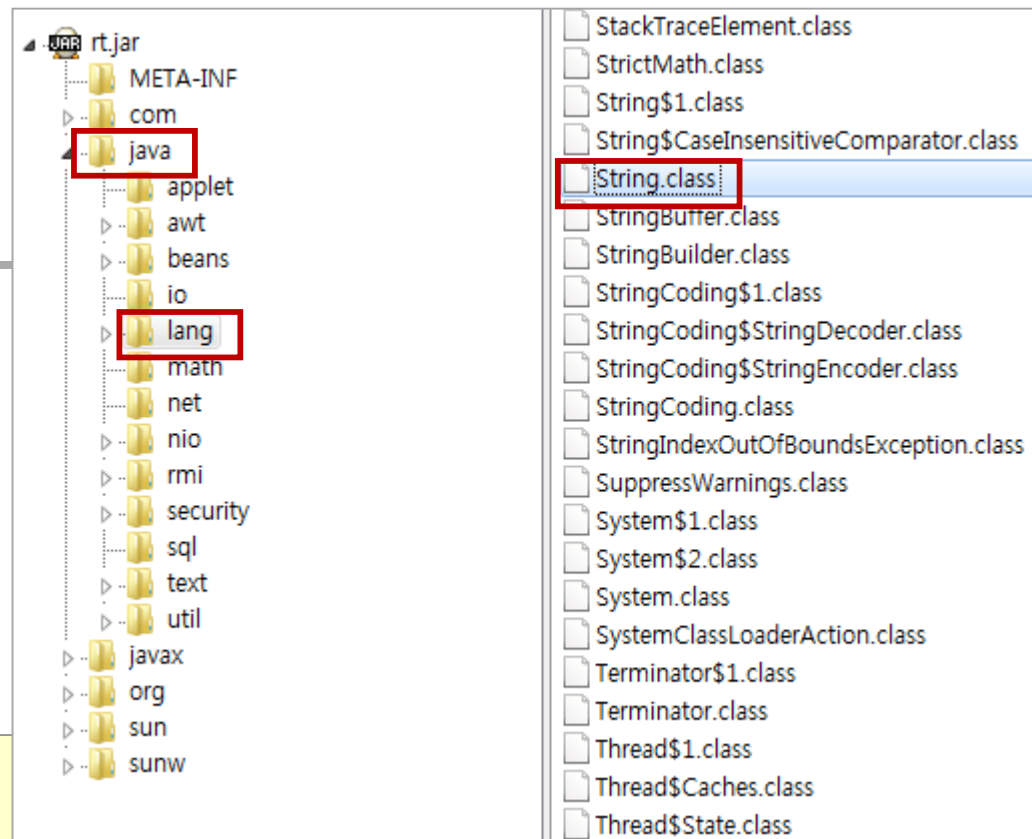 JAR rt.jar
META-INF
com
java
applet
awt
beans
io
lang
math
net
nio
rmi
security
sql
text
util
javax
org
sun
sunw
StackTraceElement.class
StrictMath.class
String$1.class
String$CaseInsensitiveComparator.class
String.class
StringBuffer.class
StringBuilder.class
StringCoding$1.class
StringCoding$StringDecoder.class
StringCoding$StringEncoder.class
StringCoding.class
StringIndexOutOfBoundsException.class
SuppressWarnings.class
System$1.class
System$2.class
System.class
SystemClassLoaderAction.class
Terminator$1.class
Terminator.class
Thread$1.class
Thread$Caches.class
Thread$State.class